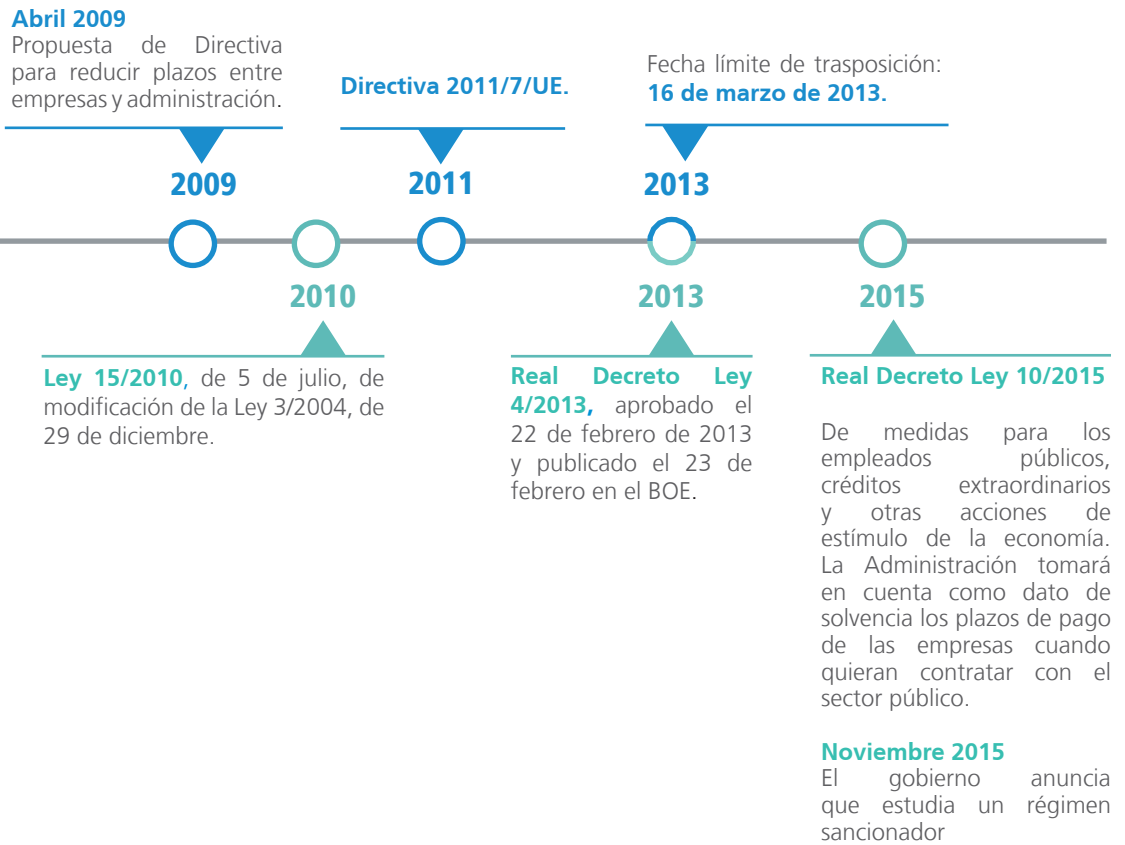 Abril 2009
Propuesta de Directiva
para reducir plazos entre
empresas y administración.
2009
Directiva 2011/7/UE.
2011
Fecha límite de trasposición:
16 de marzo de 2013.
2013
2010
Ley 15/2010, de 5 de julio, de
modificación de la Ley 3/2004, de
29 de diciembre.
2013
Real Decreto Ley
4/2013, aprobado el
22 de febrero de 2013
y publicado el 23 de
febrero en el BOE.
2015
Real Decreto Ley 10/2015
De medidas para los
empleados públicos,
créditos extraordinarios
y otras acciones de
estímulo de la economía.
La Administración tomará
en cuenta como dato de
solvencia los plazos de pago
de las empresas cuando
quieran contratar con el
sector público.
Noviembre 2015
El gobierno anuncia
que estudia un régimen
sancionador